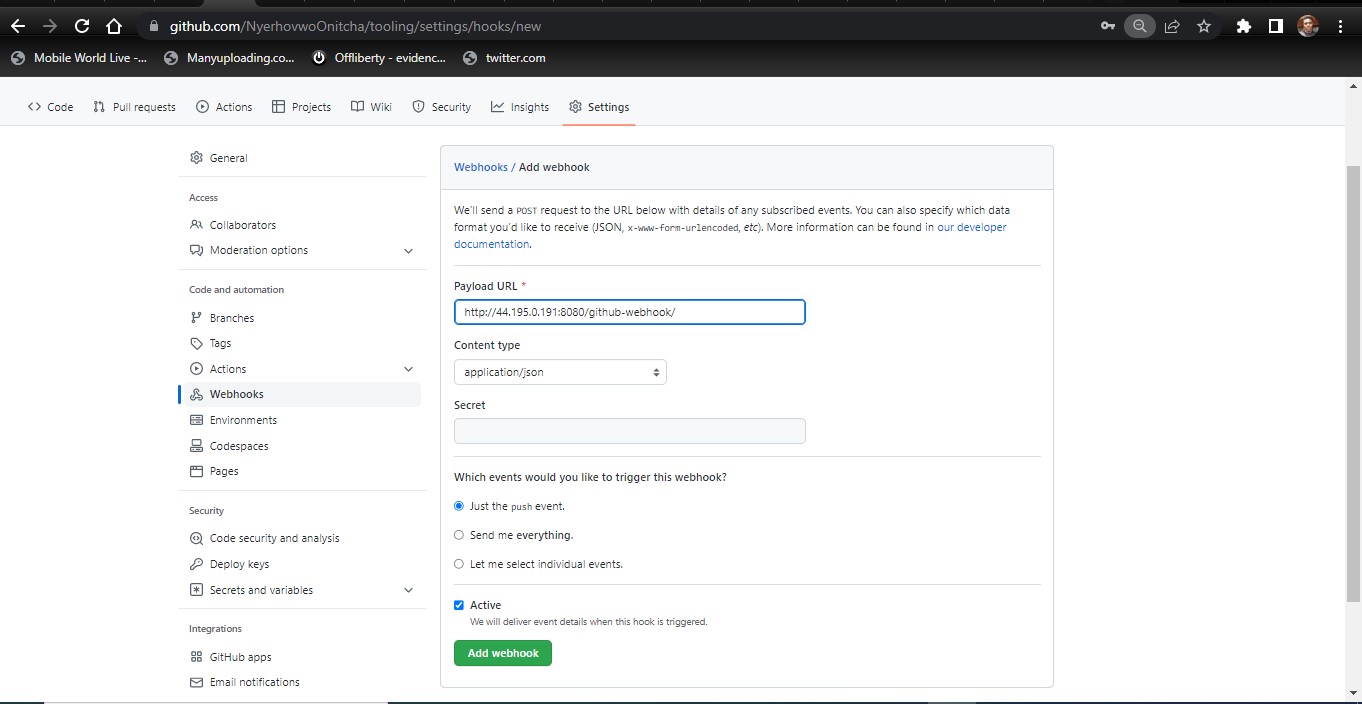 github.com/NyerhovwoOnitcha/tooling/settings/hooks/new
Mobile World Live -... Manyuploading.co... Offliberty - evidenc... twitter.com
Code Pull requests Actions Projects Wiki Security Insights Settings
General
Access
Collaborators
Moderation options
Code and automation
Branches
Tags
Actions
Webhooks
Environments
Codespaces
Pages
Security
Code security and analysis
Deploy keys
Secrets and variables
Integrations
GitHub apps
Email notifications
Webhooks / Add webhook
We'll send a POST request to the URL below with details of any subscribed events. You can also specify which data
format you'd like to receive (JSON, x-www-form-urlencoded, etc). More information can be found in our developer
documentation.
Payload URL *
http://44.195.0.191:8080/github-webhook/
Content type
application/json
Secret
Which events would you like to trigger this webhook?
Just the push event.
Send me everything.
Let me select individual events.
Active
We will deliver event details when this hook is triggered.
Add webhook